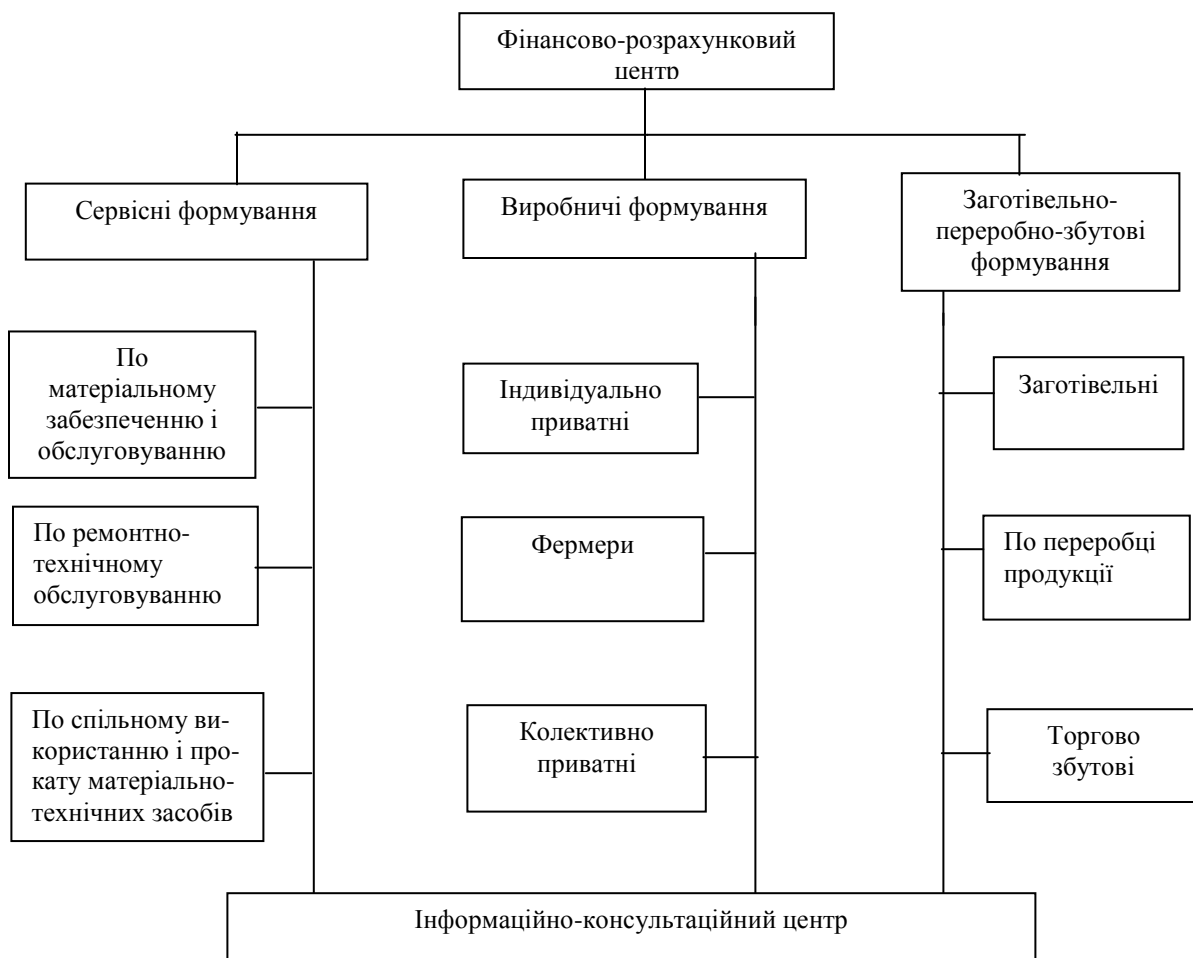 Фінансово-розрахунковий
центр
Сервісні формування
Виробничі формування
Заготівельно-
переробно-збутові
формування
По
матеріальному
забезпеченню і
обслуговуванню
Індивідуально
приватні
Заготівельні
По ремонтно-
технічному
обслуговуванню
Фермери
По переробці
продукції
По спільному ви-
користанню і про-
кату матеріально-
технічних засобів
Колективно
приватні
Торгово
збутові
Інформаційно-консультаційний центр